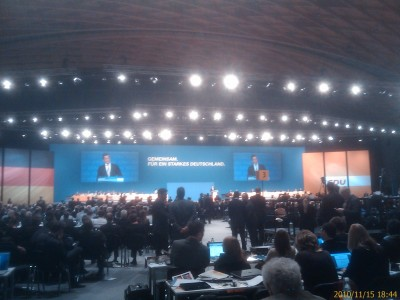 GEMEINSAM.
FÜR EIN STARKES DEUTSCHLAND.
CDU
2010/11/15 18:44